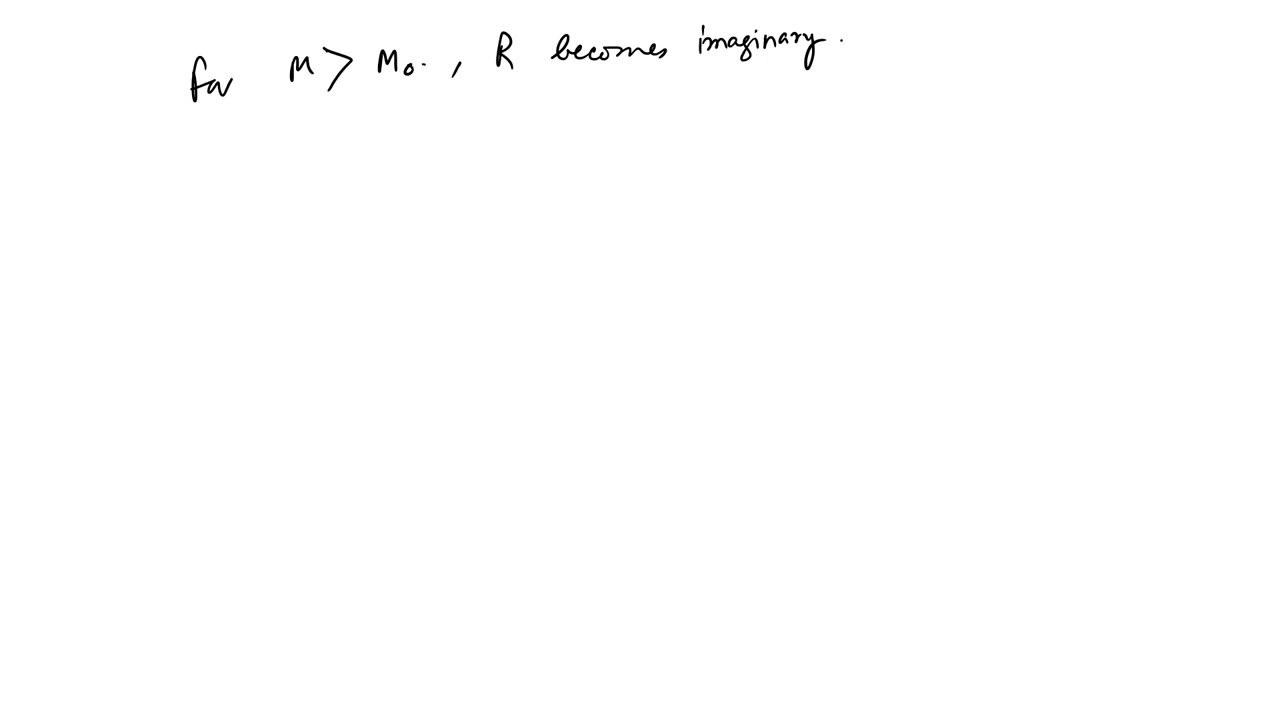 for M > M₀. , R becomes imaginary.